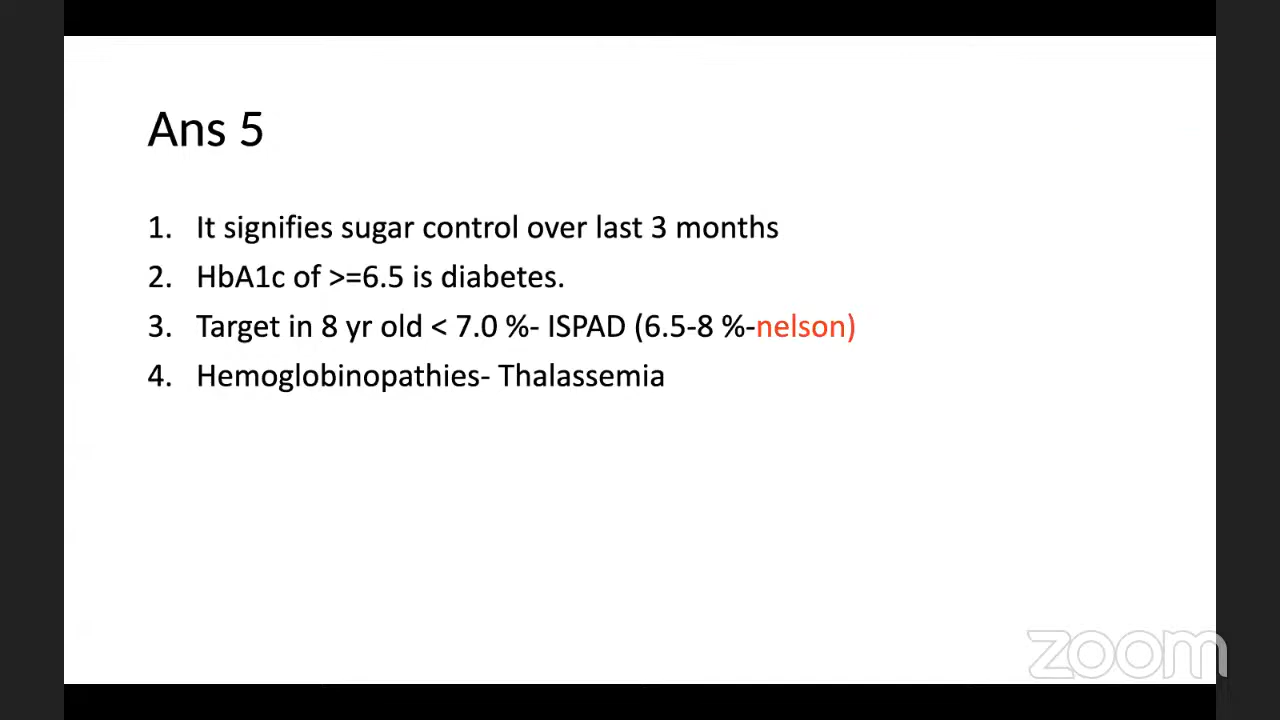 Ans 5
1. It signifies sugar control over last 3 months
2. HbA1c of >=6.5 is diabetes.
3. Target in 8 yr old < 7.0 %- ISPAD (6.5-8 %-nelson)
4. Hemoglobinopathies- Thalassemia
zoom